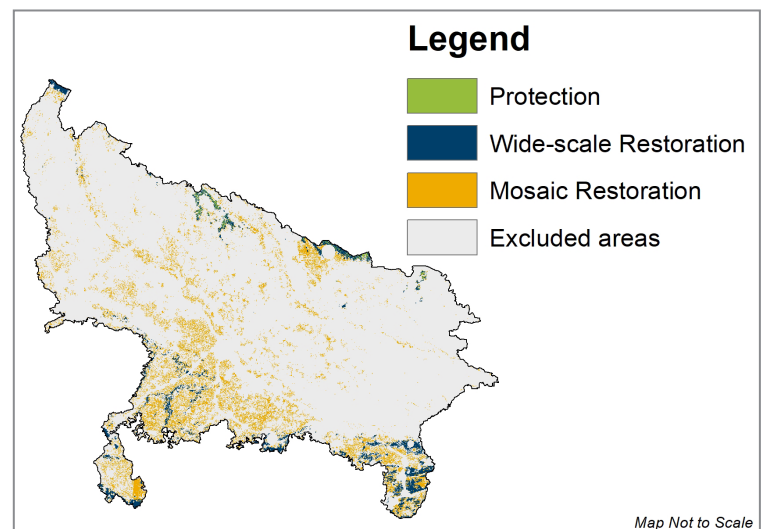 Legend
Protection
Wide-scale Restoration
Mosaic Restoration
Excluded areas
Map Not to Scale